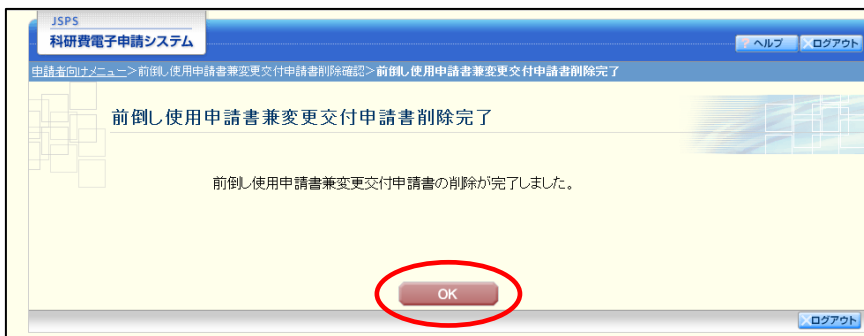 JSPS
科研費電子申請システム
? ヘルプ ログアウト
申請者向けメニュー>前倒し使用申請書兼変更交付申請書削除確認>前倒し使用申請書兼変更交付申請書削除完了
前倒し使用申請書兼変更交付申請書削除完了
前倒し使用申請書兼変更交付申請書の削除が完了しました。
OK
ログアウト